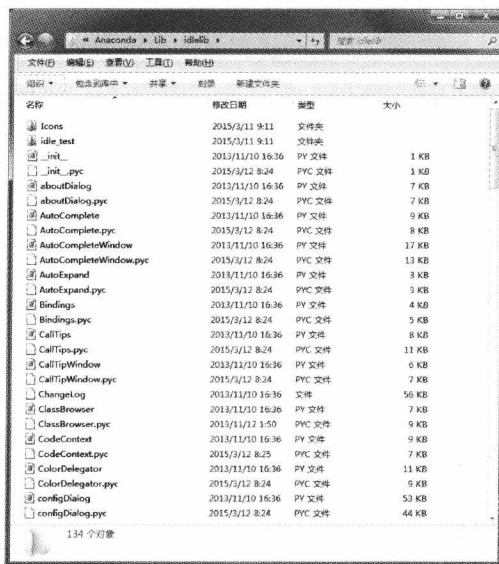 « Anaconda ▸ Lib ▸ idlelib ▸
搜索 idlelib
文件(F) 编辑(E) 查看(V) 工具(T) 帮助(H)
组织 ▾ 包含到库中 ▾ 共享 ▾ 刻录 新建文件夹
名称 修改日期 类型 大小
Icons 2015/3/11 9:11 文件夹
idle_test 2015/3/11 9:11 文件夹
__init__ 2013/11/10 16:36 PY 文件 1 KB
__init__.pyc 2015/3/12 8:24 PYC 文件 1 KB
aboutDialog 2013/11/10 16:36 PY 文件 7 KB
aboutDialog.pyc 2015/3/12 8:24 PYC 文件 7 KB
AutoComplete 2013/11/10 16:36 PY 文件 9 KB
AutoComplete.pyc 2015/3/12 8:24 PYC 文件 8 KB
AutoCompleteWindow 2013/11/10 16:36 PY 文件 17 KB
AutoCompleteWindow.pyc 2015/3/12 8:24 PYC 文件 13 KB
AutoExpand 2013/11/10 16:36 PY 文件 3 KB
AutoExpand.pyc 2015/3/12 8:24 PYC 文件 3 KB
Bindings 2013/11/10 16:36 PY 文件 4 KB
Bindings.pyc 2015/3/12 8:24 PYC 文件 5 KB
CallTips 2013/11/10 16:36 PY 文件 8 KB
CallTips.pyc 2015/3/12 8:24 PYC 文件 11 KB
CallTipWindow 2013/11/10 16:36 PY 文件 6 KB
CallTipWindow.pyc 2015/3/12 8:24 PYC 文件 7 KB
ChangeLog 2013/11/10 16:36 文件 56 KB
ClassBrowser 2013/11/10 16:36 PY 文件 7 KB
ClassBrowser.pyc 2013/11/12 1:50 PYC 文件 9 KB
CodeContext 2013/11/10 16:36 PY 文件 9 KB
CodeContext.pyc 2015/3/12 8:25 PYC 文件 7 KB
ColorDelegator 2013/11/10 16:36 PY 文件 11 KB
ColorDelegator.pyc 2015/3/12 8:24 PYC 文件 9 KB
configDialog 2013/11/10 16:36 PY 文件 53 KB
configDialog.pyc 2015/3/12 8:24 PYC 文件 44 KB
134 个对象